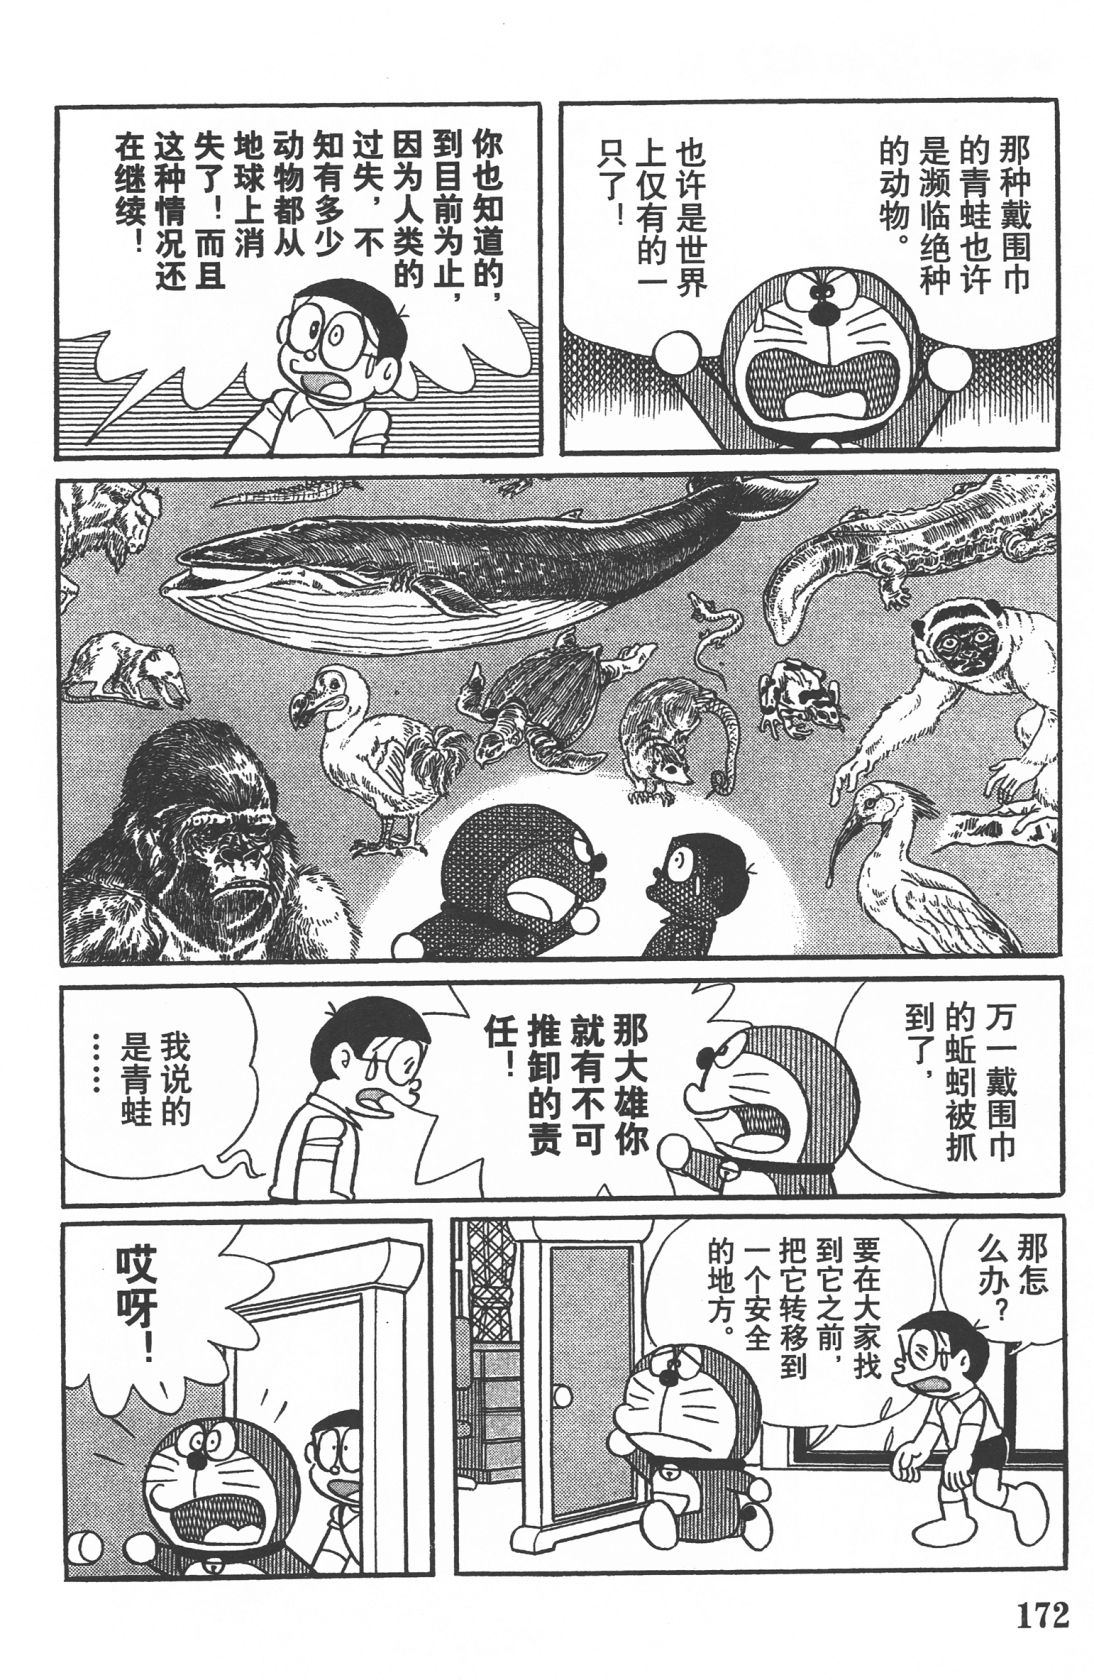 那种戴围巾
的青蛙也许
是濒临绝种
的动物。
也许是世界
上仅有的一
只了！
你也知道的，
到目前为止，
因为人类的
过失，不
知有多少
动物都从
地球上消
失了！而且
这种情况还
在继续！
万一戴围巾
的蚯蚓被抓
到了，
那大雄你
就有不可
推卸的责
任！
我说的
是青蛙
……
那怎
么办？
要在大家找
到它之前，
把它转移到
一个安全
的地方。
哎呀！
172